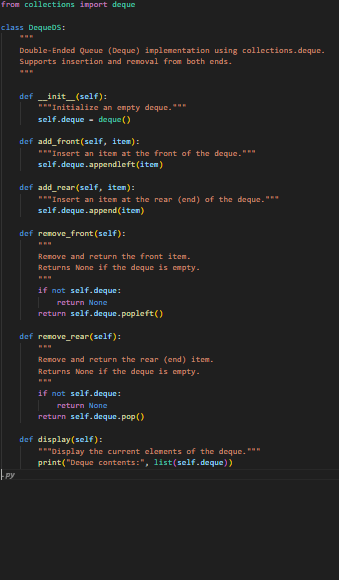 from collections import deque
class DequeDS:
    """
    Double-Ended Queue (Deque) implementation using collections.deque.
    Supports insertion and removal from both ends.
    """
    def __init__(self):
        """Initialize an empty deque."""
        self.deque = deque()
    def add_front(self, item):
        """Insert an item at the front of the deque."""
        self.deque.appendleft(item)
    def add_rear(self, item):
        """Insert an item at the rear (end) of the deque."""
        self.deque.append(item)
    def remove_front(self):
        """
        Remove and return the front item.
        Returns None if the deque is empty.
        """
        if not self.deque:
            return None
        return self.deque.popleft()
    def remove_rear(self):
        """
        Remove and return the rear (end) item.
        Returns None if the deque is empty.
        """
        if not self.deque:
            return None
        return self.deque.pop()
    def display(self):
        """Display the current elements of the deque."""
        print("Deque contents:", list(self.deque))
.py